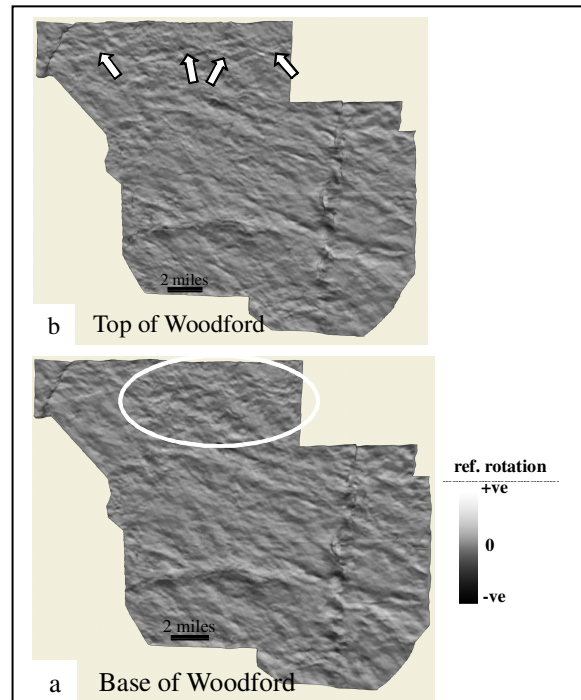 2 miles
b Top of Woodford
2 miles
a Base of Woodford
ref. rotation
+ve
0
-ve